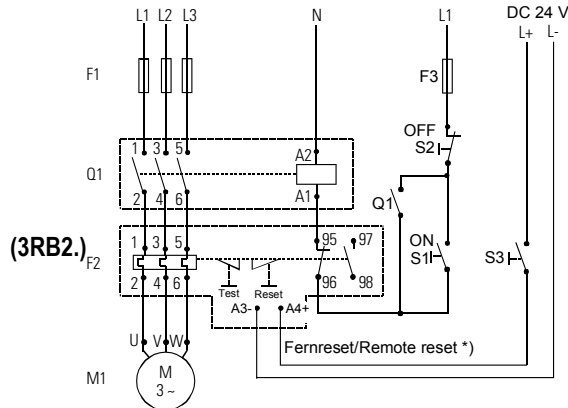 L1 L2 L3 N L1 DC 24 V
L+ L-
F1 F3
OFF
S2
1 3 5 A2
Q1 Q1
2 4 6 A1
ON
S1 S3
(3RB2.) F2 1 3 5 95 97
2 4 6 Test Reset 96 98
A3- A4+
U V W Fernreset/Remote reset *)
M1 M
3 ~